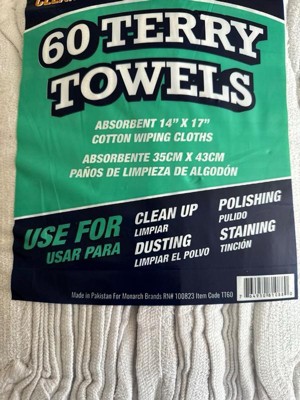 60 TERRY
TOWELS
ABSORBENT 14" X 17"
COTTON WIPING CLOTHS
ABSORBENTE 35CM X 43CM
PAÑOS DE LIMPIEZA DE ALGODÓN
USE FOR
USAR PARA
CLEAN UP
LIMPIAR
DUSTING
LIMPIAR EL POLVO
POLISHING
PULIDO
STAINING
TINCIÓN
Made in Pakistan For Monarch Brands RN# 100823 Item Code TT60